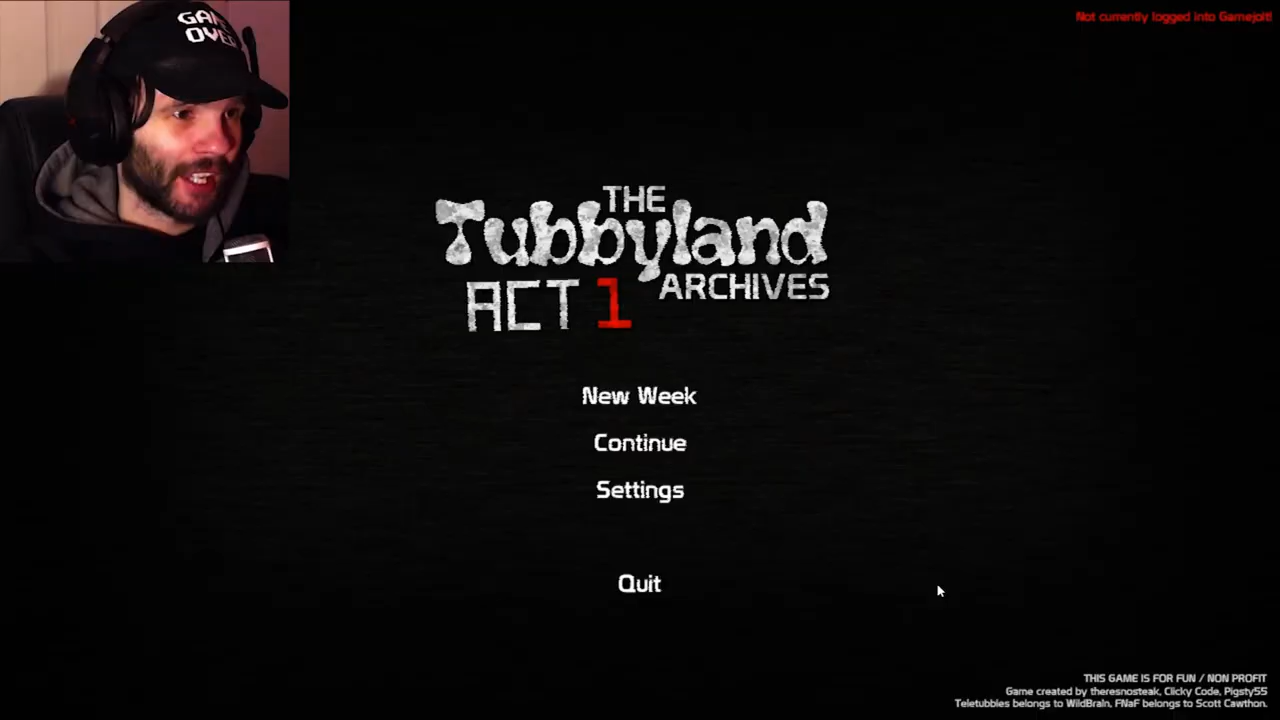 GAME
OVER
Not currently logged into Gamejolt!
THE
Tubbyland
ARCHIVES
ACT 1
New Week
Continue
Settings
Quit
THIS GAME IS FOR FUN / NON PROFIT
Game created by theresnosteak, Clicky Code, Pigsty55
Teletubbies belongs to WildBrain, FNaF belongs to Scott Cawthon.